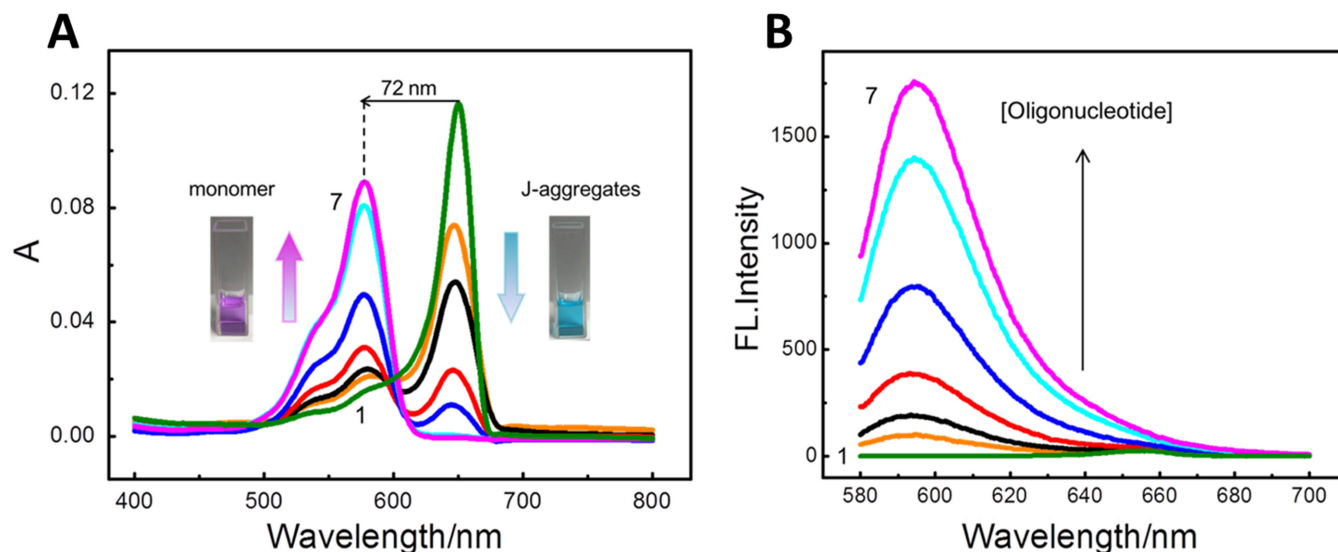 A
72 nm
monomer
7
J-aggregates
1
A
0.12
0.08
0.04
0.00
400
500
600
700
800
Wavelength/nm
B
7
[Oligonucleotide]
1
FL.Intensity
1500
1000
500
0
580
600
620
640
660
680
700
Wavelength/nm